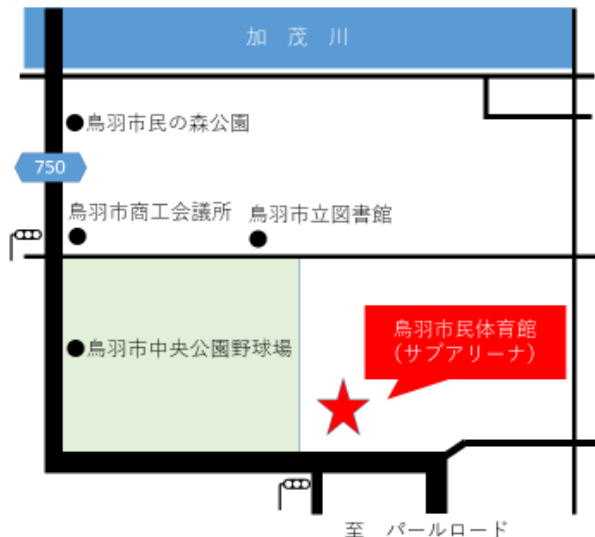 加茂川
鳥羽市民の森公園
750
鳥羽市商工会議所
鳥羽市立図書館
鳥羽市民体育館
（サブアリーナ）
鳥羽市中央公園野球場
至　パールロード